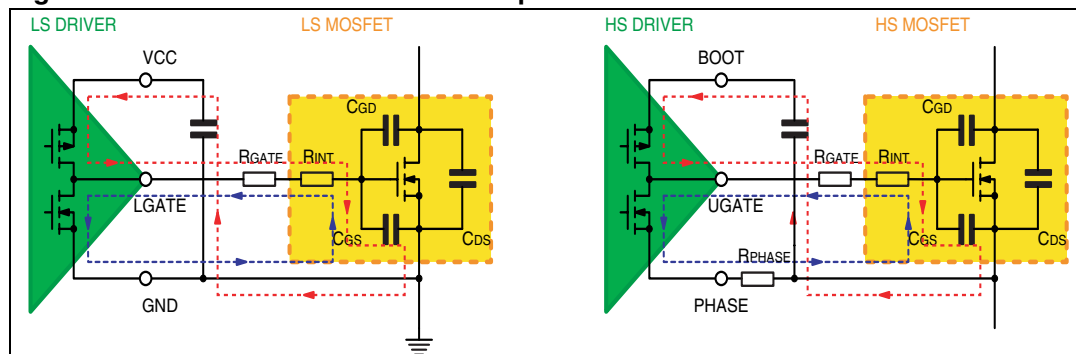 LS DRIVER
LS MOSFET
VCC
CGD
RGATE
RINT
LGATE
CGS
CDS
GND
HS DRIVER
HS MOSFET
BOOT
CGD
RGATE
RINT
UGATE
CGS
CDS
RPHASE
PHASE